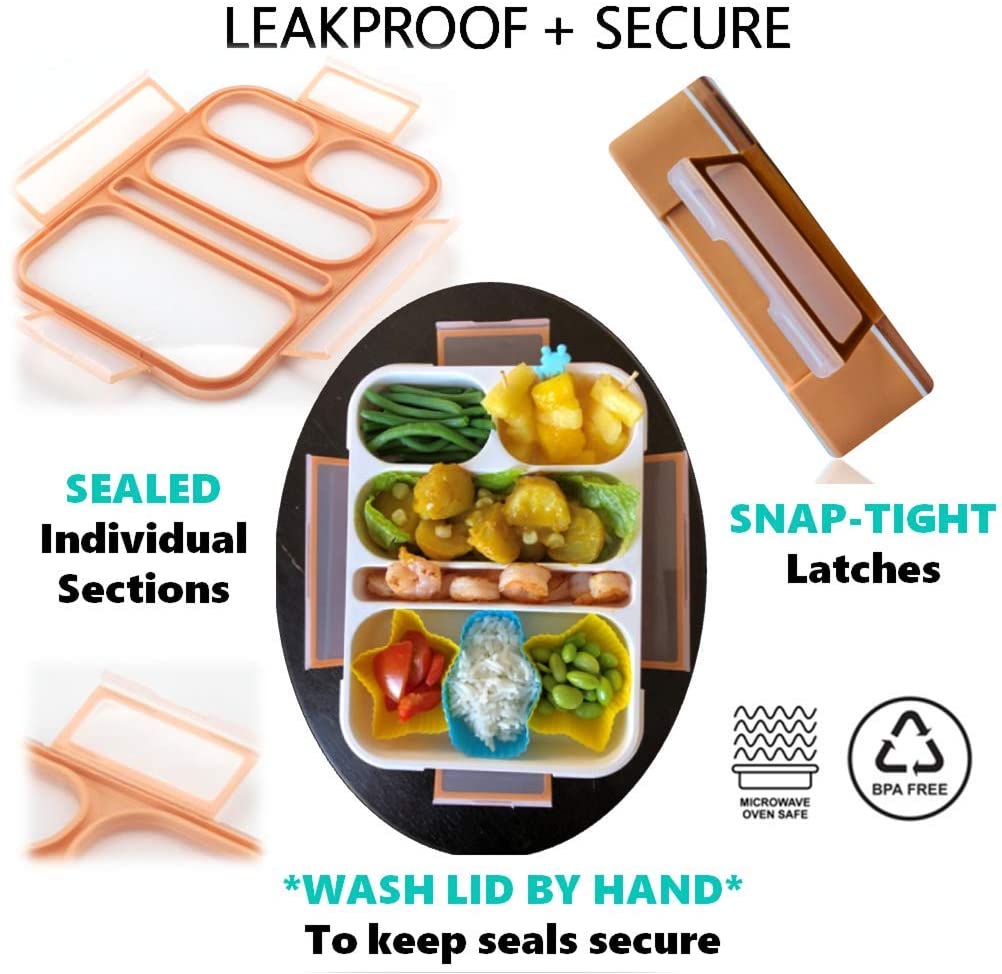 LEAKPROOF + SECURE
SEALED
Individual
Sections
SNAP-TIGHT
Latches
MICROWAVE
OVEN SAFE
BPA FREE
*WASH LID BY HAND*
To keep seals secure